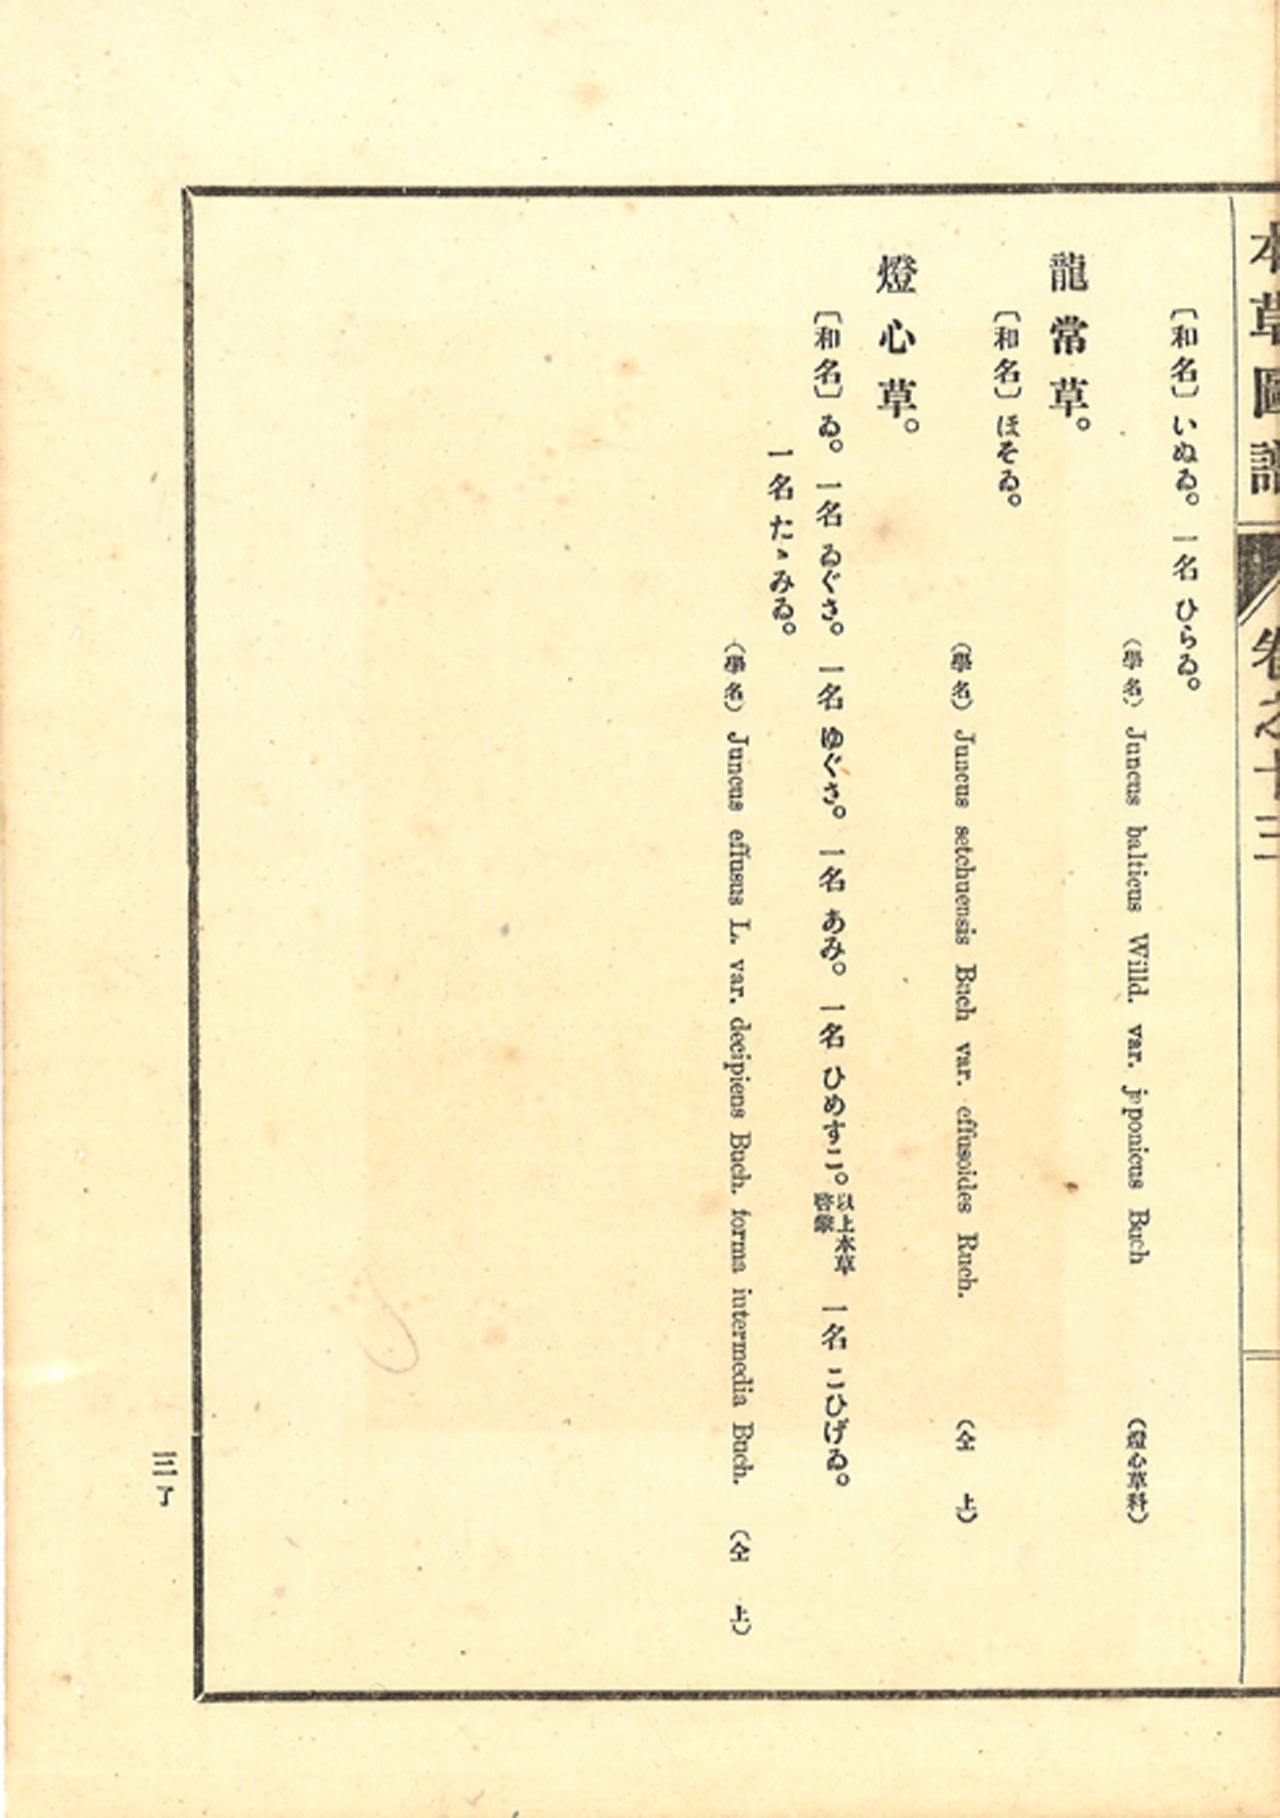 本草圖譜 卷之十三
〔和名〕いぬゐ。一名 ひらゐ。
（學名） Juncus balticus Willd. var. japonicus Buch （燈心草科）
龍常草。
〔和名〕ほそゐ。
（學名） Juncus setchuensis Buch var. effusoides Buch. （仝 上）
燈心草。
〔和名〕ゐ。一名 ゐぐさ。一名 ゆぐさ。一名 あみ。一名 ひめすこ。以上本草啓蒙 一名 こひげゐ。
一名 たゝみゐ。
（學名） Juncus effusus L. var. decipiens Buch. forma intermedia Buch. （仝 上）
三丁